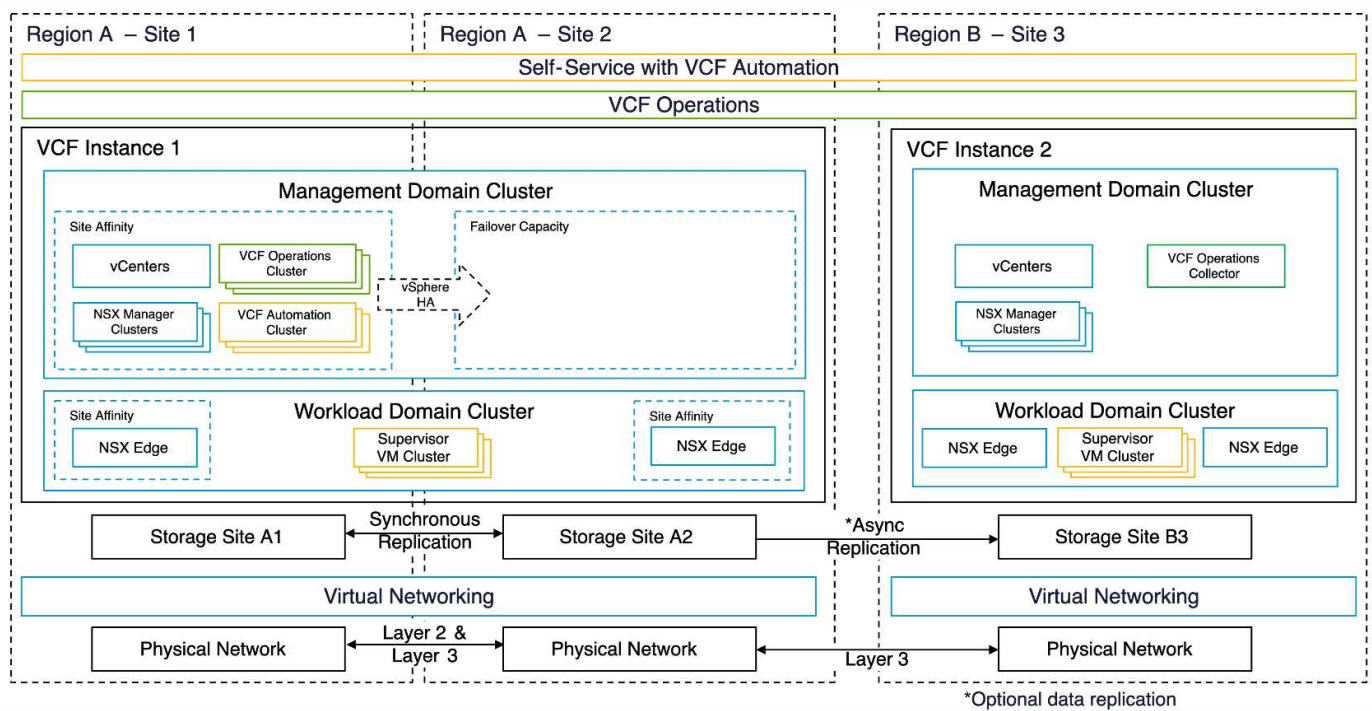 Region A – Site 1
Region A – Site 2
Region B – Site 3
Self-Service with VCF Automation
VCF Operations
VCF Instance 1
Management Domain Cluster
Site Affinity
vCenters
VCF Operations
Cluster
NSX Manager
Clusters
VCF Automation
Cluster
vSphere
HA
Failover Capacity
Workload Domain Cluster
Site Affinity
NSX Edge
Supervisor
VM Cluster
Site Affinity
NSX Edge
VCF Instance 2
Management Domain Cluster
vCenters
VCF Operations
Collector
NSX Manager
Clusters
Workload Domain Cluster
NSX Edge
Supervisor
VM Cluster
NSX Edge
Storage Site A1
Synchronous
Replication
Storage Site A2
*Async
Replication
Storage Site B3
Virtual Networking
Virtual Networking
Physical Network
Layer 2 &
Layer 3
Physical Network
Layer 3
Physical Network
*Optional data replication